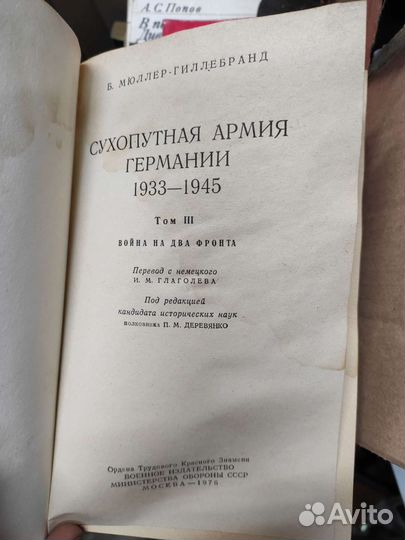 А. С. Попов
В п
Б. МЮЛЛЕР-ГИЛЛЕБРАНД
СУХОПУТНАЯ АРМИЯ
ГЕРМАНИИ
1933—1945
Том III
ВОЙНА НА ДВА ФРОНТА
Перевод с немецкого
И. М. ГЛАГОЛЕВА
Под редакцией
кандидата исторических наук
полковника П. М. ДЕРЕВЯНКО
Ордена Трудового Красного Знамени
ВОЕННОЕ ИЗДАТЕЛЬСТВО
МИНИСТЕРСТВА ОБОРОНЫ СССР
МОСКВА—1976
Avito